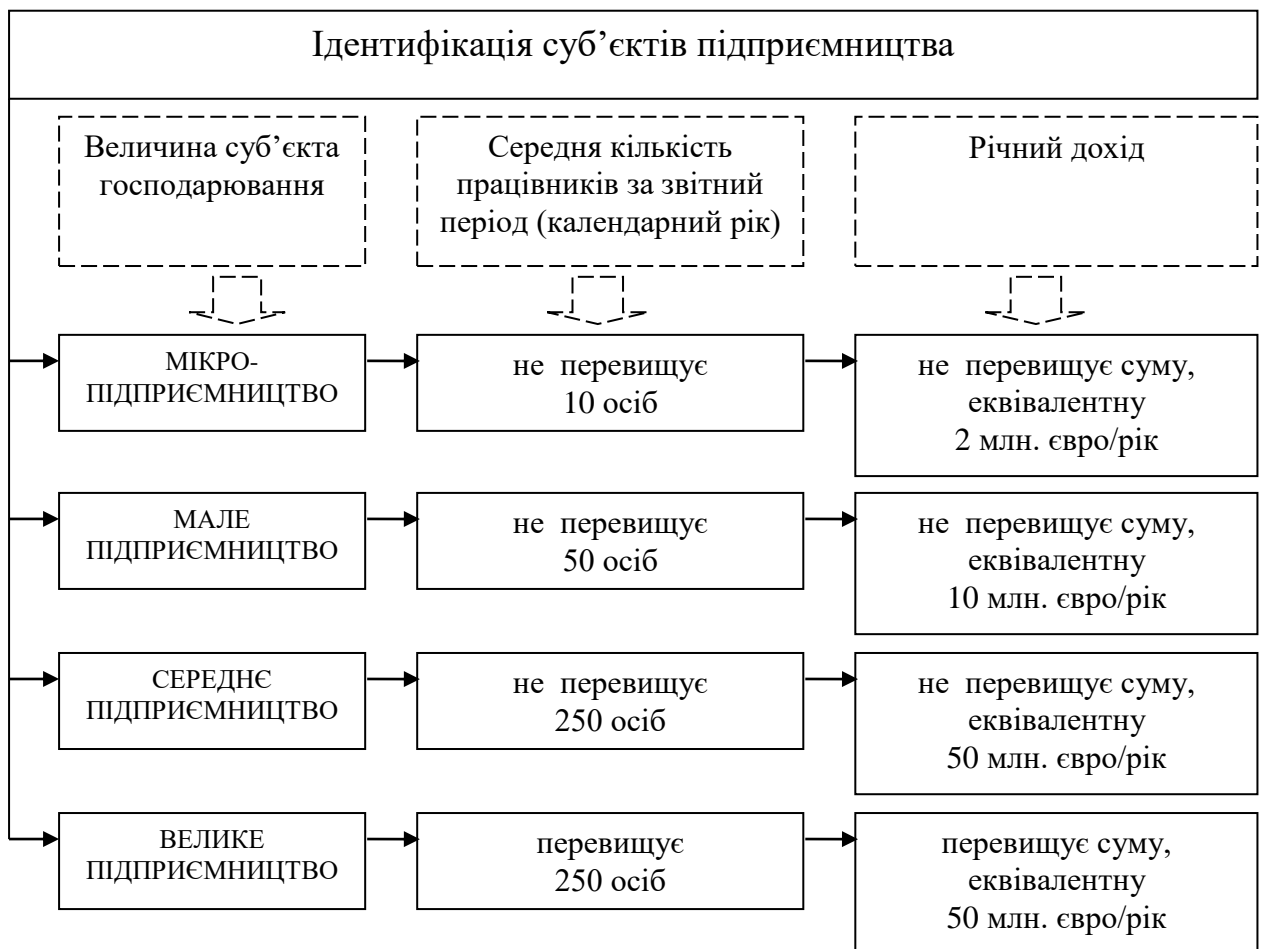 Ідентифікація суб’єктів підприємництва
Величина суб’єкта
господарювання
Середня кількість
працівників за звітний
період (календарний рік)
Річний дохід
МІКРО-
ПІДПРИЄМНИЦТВО
не перевищує
10 осіб
не перевищує суму,
еквівалентну
2 млн. євро/рік
МАЛЕ
ПІДПРИЄМНИЦТВО
не перевищує
50 осіб
не перевищує суму,
еквівалентну
10 млн. євро/рік
СЕРЕДНЄ
ПІДПРИЄМНИЦТВО
не перевищує
250 осіб
не перевищує суму,
еквівалентну
50 млн. євро/рік
ВЕЛИКЕ
ПІДПРИЄМНИЦТВО
перевищує
250 осіб
перевищує суму,
еквівалентну
50 млн. євро/рік